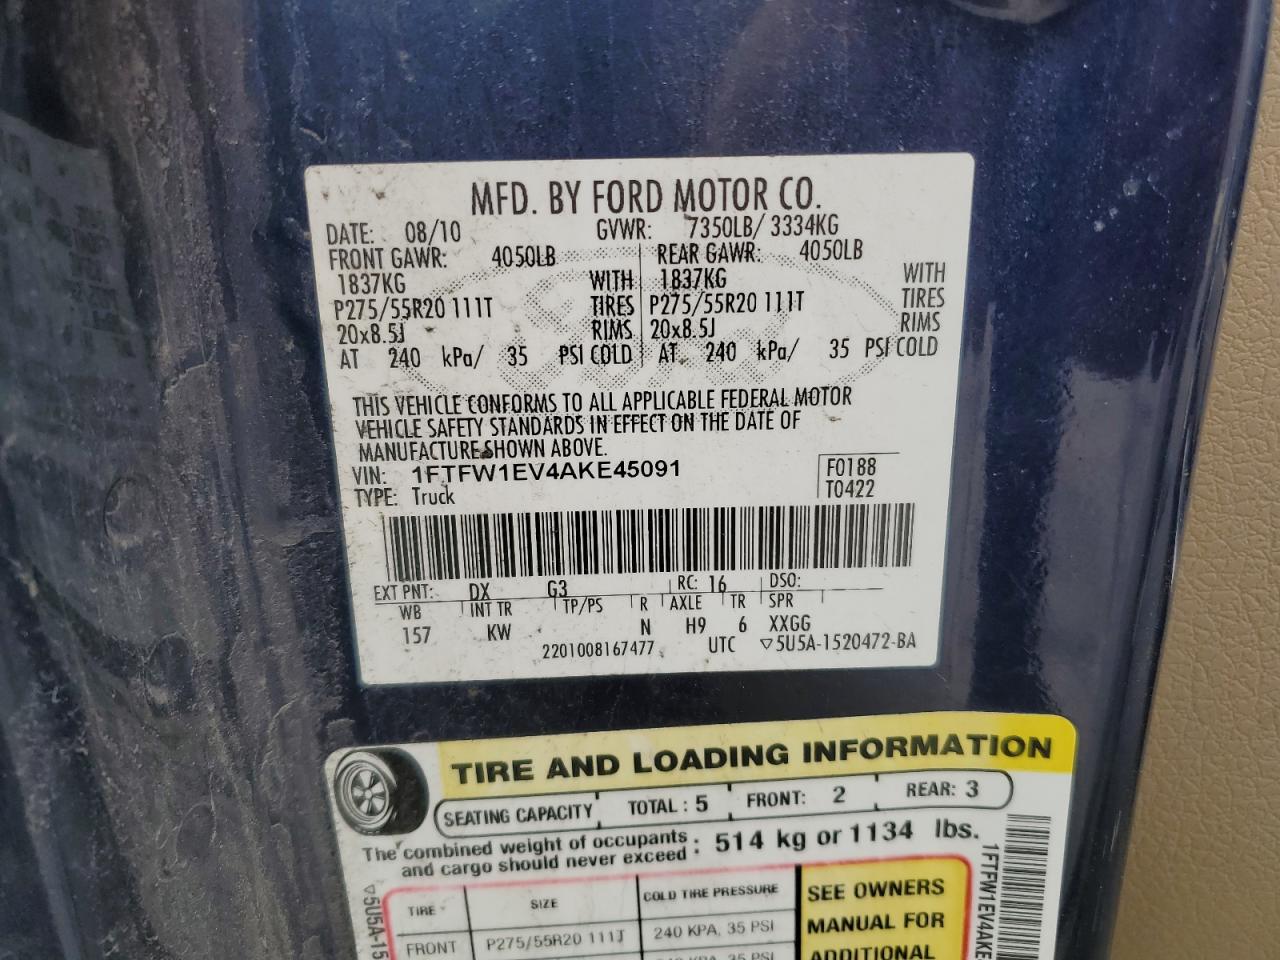 MFD. BY FORD MOTOR CO.
DATE: 08/10 GVWR: 7350LB/ 3334KG
FRONT GAWR: 4050LB REAR GAWR: 4050LB
1837KG WITH 1837KG WITH
P275/55R20 111T TIRES P275/55R20 111T TIRES
20x8.5J RIMS 20x8.5J RIMS
AT 240 kPa/ 35 PSI COLD AT 240 kPa/ 35 PSI COLD
THIS VEHICLE CONFORMS TO ALL APPLICABLE FEDERAL MOTOR
VEHICLE SAFETY STANDARDS IN EFFECT ON THE DATE OF
MANUFACTURE SHOWN ABOVE.
VIN: 1FTFW1EV4AKE45091 F0188
TYPE: Truck T0422
EXT PNT: DX G3 RC: 16 DSO:
WB INT TR TP/PS R AXLE TR SPR
157 KW N H9 6 XXGG
2201008167477 UTC ▽5U5A-1520472-BA
TIRE AND LOADING INFORMATION
SEATING CAPACITY TOTAL : 5 FRONT: 2 REAR: 3
The combined weight of occupants : 514 kg or 1134 lbs.
and cargo should never exceed
TIRE SIZE COLD TIRE PRESSURE SEE OWNERS
MANUAL FOR
FRONT P275/55R20 111T 240 KPA, 35 PSI
ADDITIONAL
1FTFW1EV4AKE
▽5U5A-15